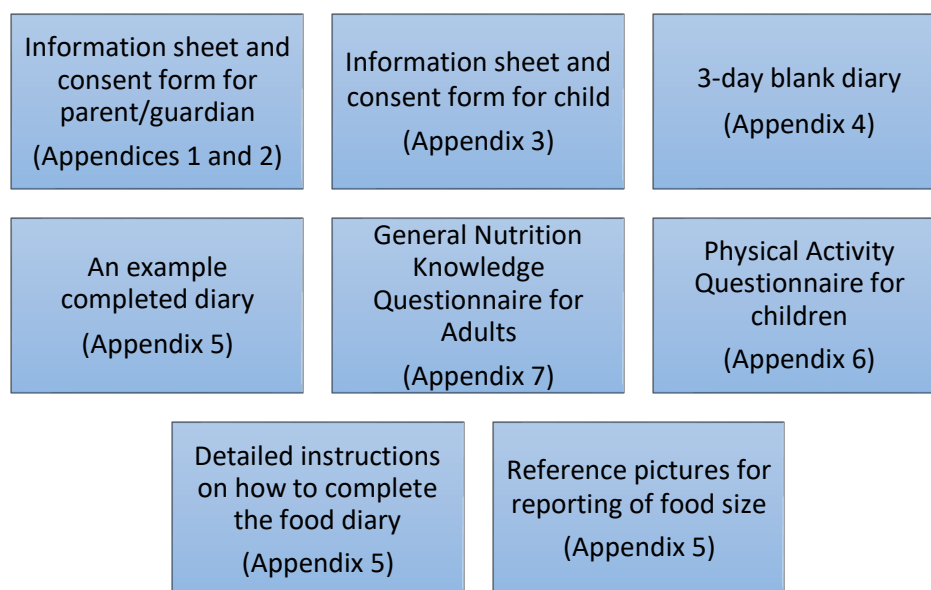 Information sheet and
consent form for
parent/guardian
(Appendices 1 and 2)
Information sheet and
consent form for child
(Appendix 3)
3-day blank diary
(Appendix 4)
An example
completed diary
(Appendix 5)
General Nutrition
Knowledge
Questionnaire for
Adults
(Appendix 7)
Physical Activity
Questionnaire for
children
(Appendix 6)
Detailed instructions
on how to complete
the food diary
(Appendix 5)
Reference pictures for
reporting of food size
(Appendix 5)